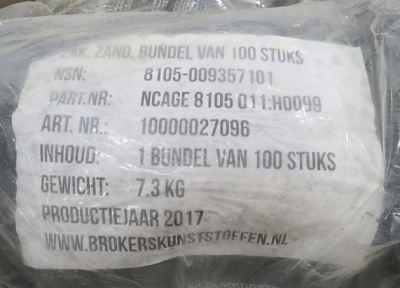 ZAK, ZAND, BUNDEL VAN 100 STUKS
NSN: 8105-009357101
PART.NR: NCAGE 8105 011:H0099
ART. NR.: 10000027096
INHOUD: 1 BUNDEL VAN 100 STUKS
GEWICHT: 7.3 KG
PRODUCTIEJAAR 2017
WWW.BROKERSKUNSTSTOFFEN.NL